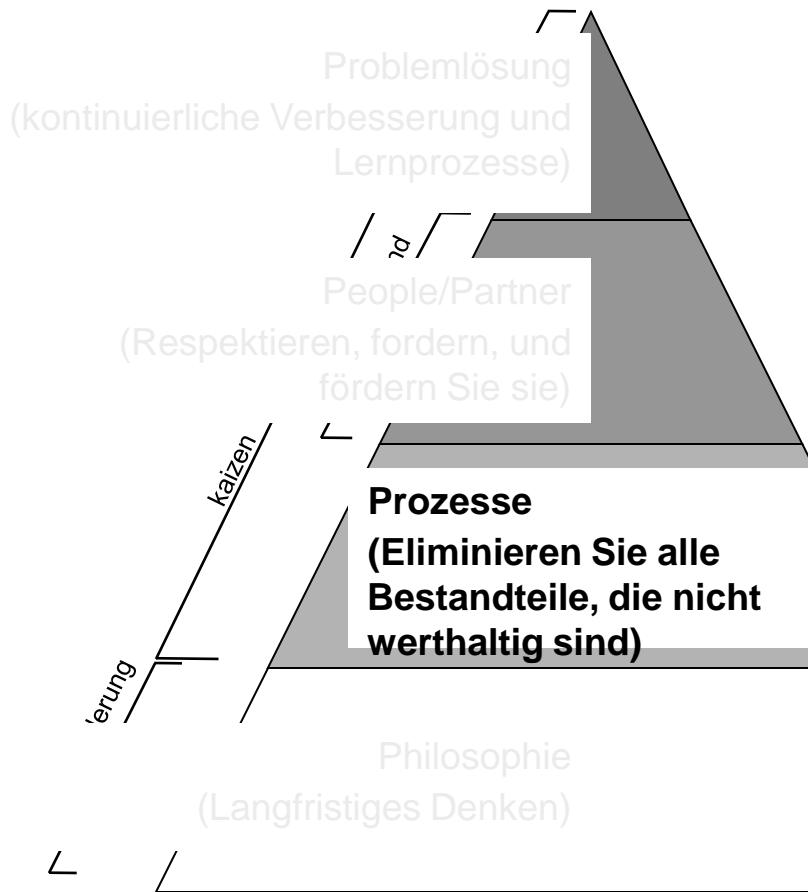 Problemlösung
(kontinuierliche Verbesserung und
Lernprozesse)
People/Partner
(Respektieren, fordern, und
fördern Sie sie)
kaizen
Prozesse
(Eliminieren Sie alle
Bestandteile, die nicht
werthaltig sind)
Philosophie
(Langfristiges Denken)